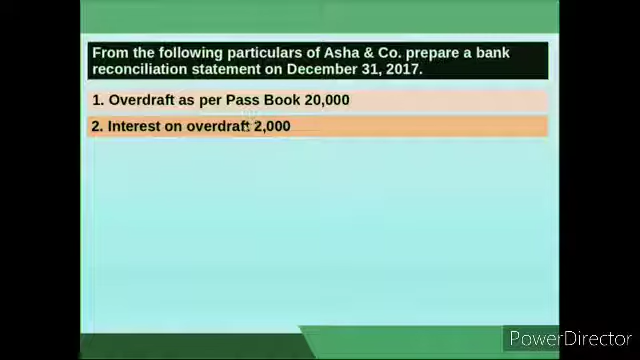 From the following particulars of Asha & Co. prepare a bank
reconciliation statement on December 31, 2017.
1. Overdraft as per Pass Book 20,000
2. Interest on overdraft 2,000
PowerDirector